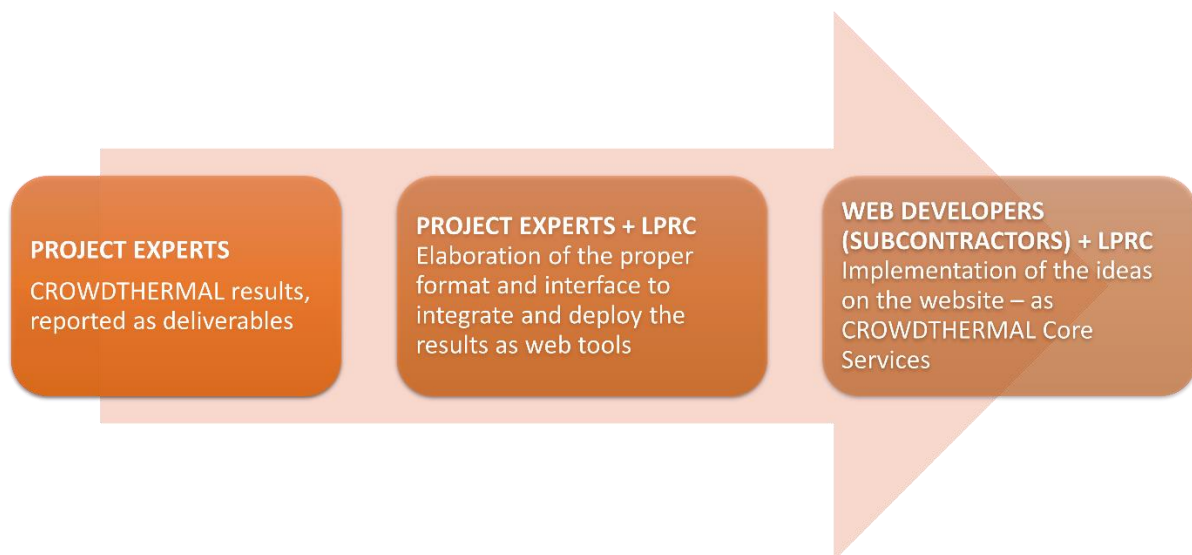 PROJECT EXPERTS
CROWDTHERMAL results,
reported as deliverables
PROJECT EXPERTS + LPRC
Elaboration of the proper
format and interface to
integrate and deploy the
results as web tools
WEB DEVELOPERS
(SUBCONTRACTORS) + LPRC
Implementation of the ideas
on the website – as
CROWDTHERMAL Core
Services